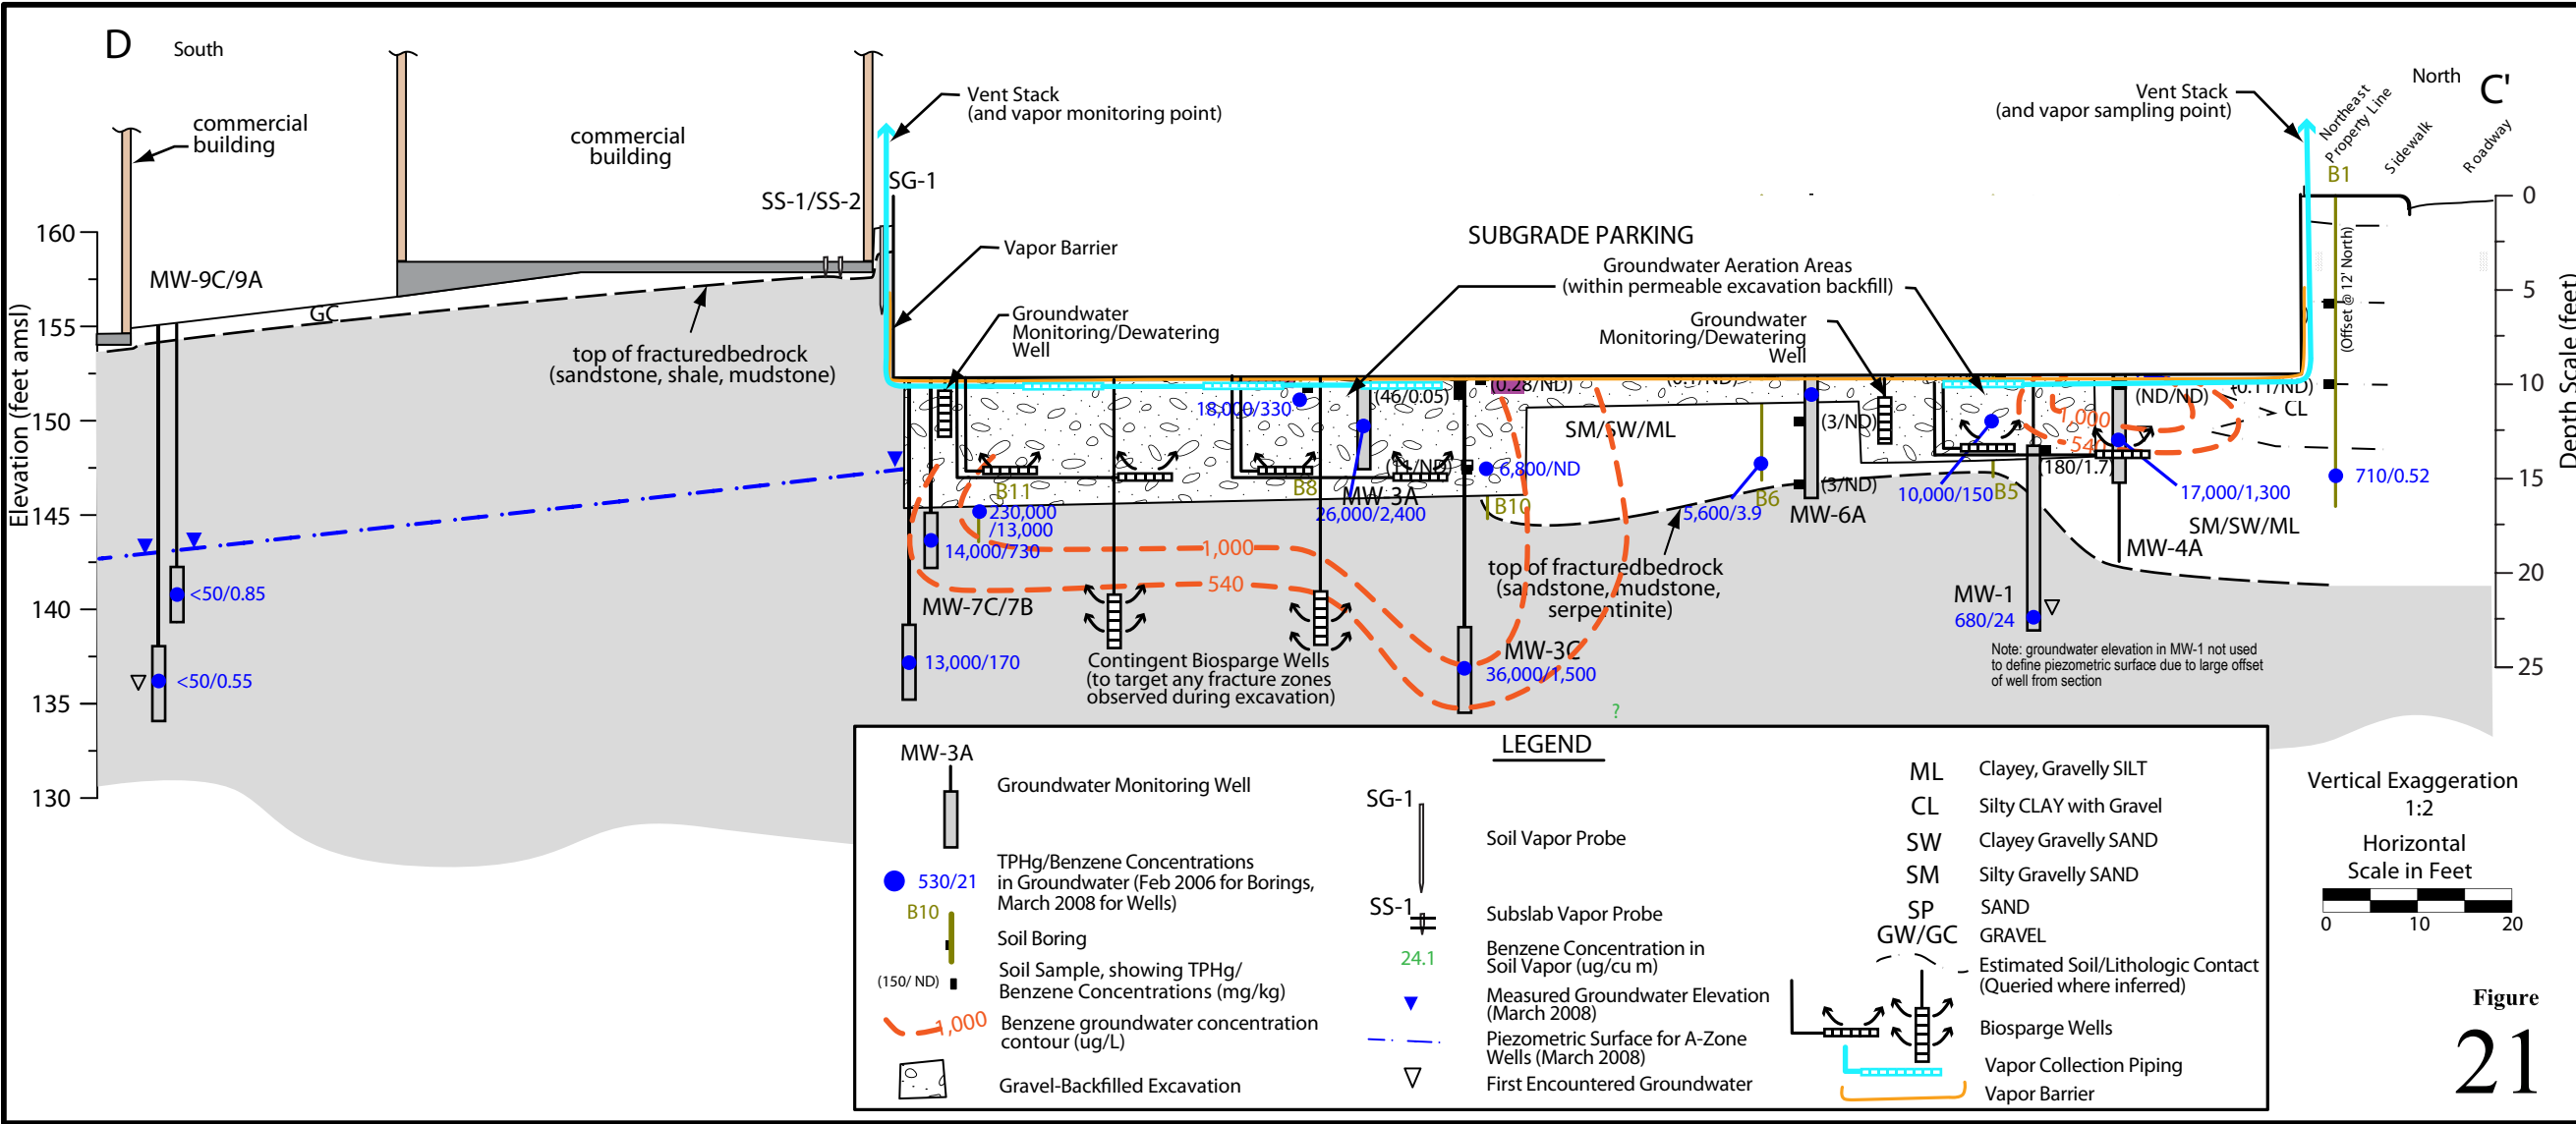 D
South
North
C'
commercial
building
commercial
building
Vent Stack
(and vapor monitoring point)
Vent Stack
(and vapor sampling point)
Northeast
Property Line
Sidewalk
Roadway
B1
SS-1/SS-2
SG-1
Vapor Barrier
SUBGRADE PARKING
Groundwater Aeration Areas
(within permeable excavation backfill)
Groundwater
Monitoring/Dewatering
Well
Groundwater
Monitoring/Dewatering
Well
(Offset @ 12' North)
MW-9C/9A
GC
top of fracturedbedrock
(sandstone, shale, mudstone)
Elevation (feet amsl)
160
155
150
145
140
135
130
Depth Scale (feet)
0
5
10
15
20
25
18,000/330
(46/0.05)
(0.28/ND)
SM/SW/ML
(3/ND)
(3/ND)
1,000
540
(ND/ND)
CL
(180/1.7)
B11
B8
MW-3A
6,800/ND
B10
B6
B5
230,000
/13,000
14,000/730
26,000/2,400
5,600/3.9
MW-6A
10,000/150
17,000/1,300
710/0.52
SM/SW/ML
MW-4A
1,000
540
top of fracturedbedrock
(sandstone, mudstone,
serpentinite)
<50/0.85
<50/0.55
MW-7C/7B
13,000/170
Contingent Biosparge Wells
(to target any fracture zones
observed during excavation)
MW-3C
36,000/1,500
?
MW-1
680/24
Note: groundwater elevation in MW-1 not used
to define piezometric surface due to large offset
of well from section
LEGEND
MW-3A
Groundwater Monitoring Well
530/21
TPHg/Benzene Concentrations
in Groundwater (Feb 2006 for Borings,
March 2008 for Wells)
B10
Soil Boring
(150/ ND)
Soil Sample, showing TPHg/
Benzene Concentrations (mg/kg)
1,000
Benzene groundwater concentration
contour (ug/L)
Gravel-Backfilled Excavation
SG-1
Soil Vapor Probe
SS-1
Subslab Vapor Probe
24.1
Benzene Concentration in
Soil Vapor (ug/cu m)
Measured Groundwater Elevation
(March 2008)
Piezometric Surface for A-Zone
Wells (March 2008)
First Encountered Groundwater
ML Clayey, Gravelly SILT
CL Silty CLAY with Gravel
SW Clayey Gravelly SAND
SM Silty Gravelly SAND
SP SAND
GW/GC GRAVEL
Estimated Soil/Lithologic Contact
(Queried where inferred)
Biosparge Wells
Vapor Collection Piping
Vapor Barrier
Vertical Exaggeration
1:2
Horizontal
Scale in Feet
0 10 20
Figure
21